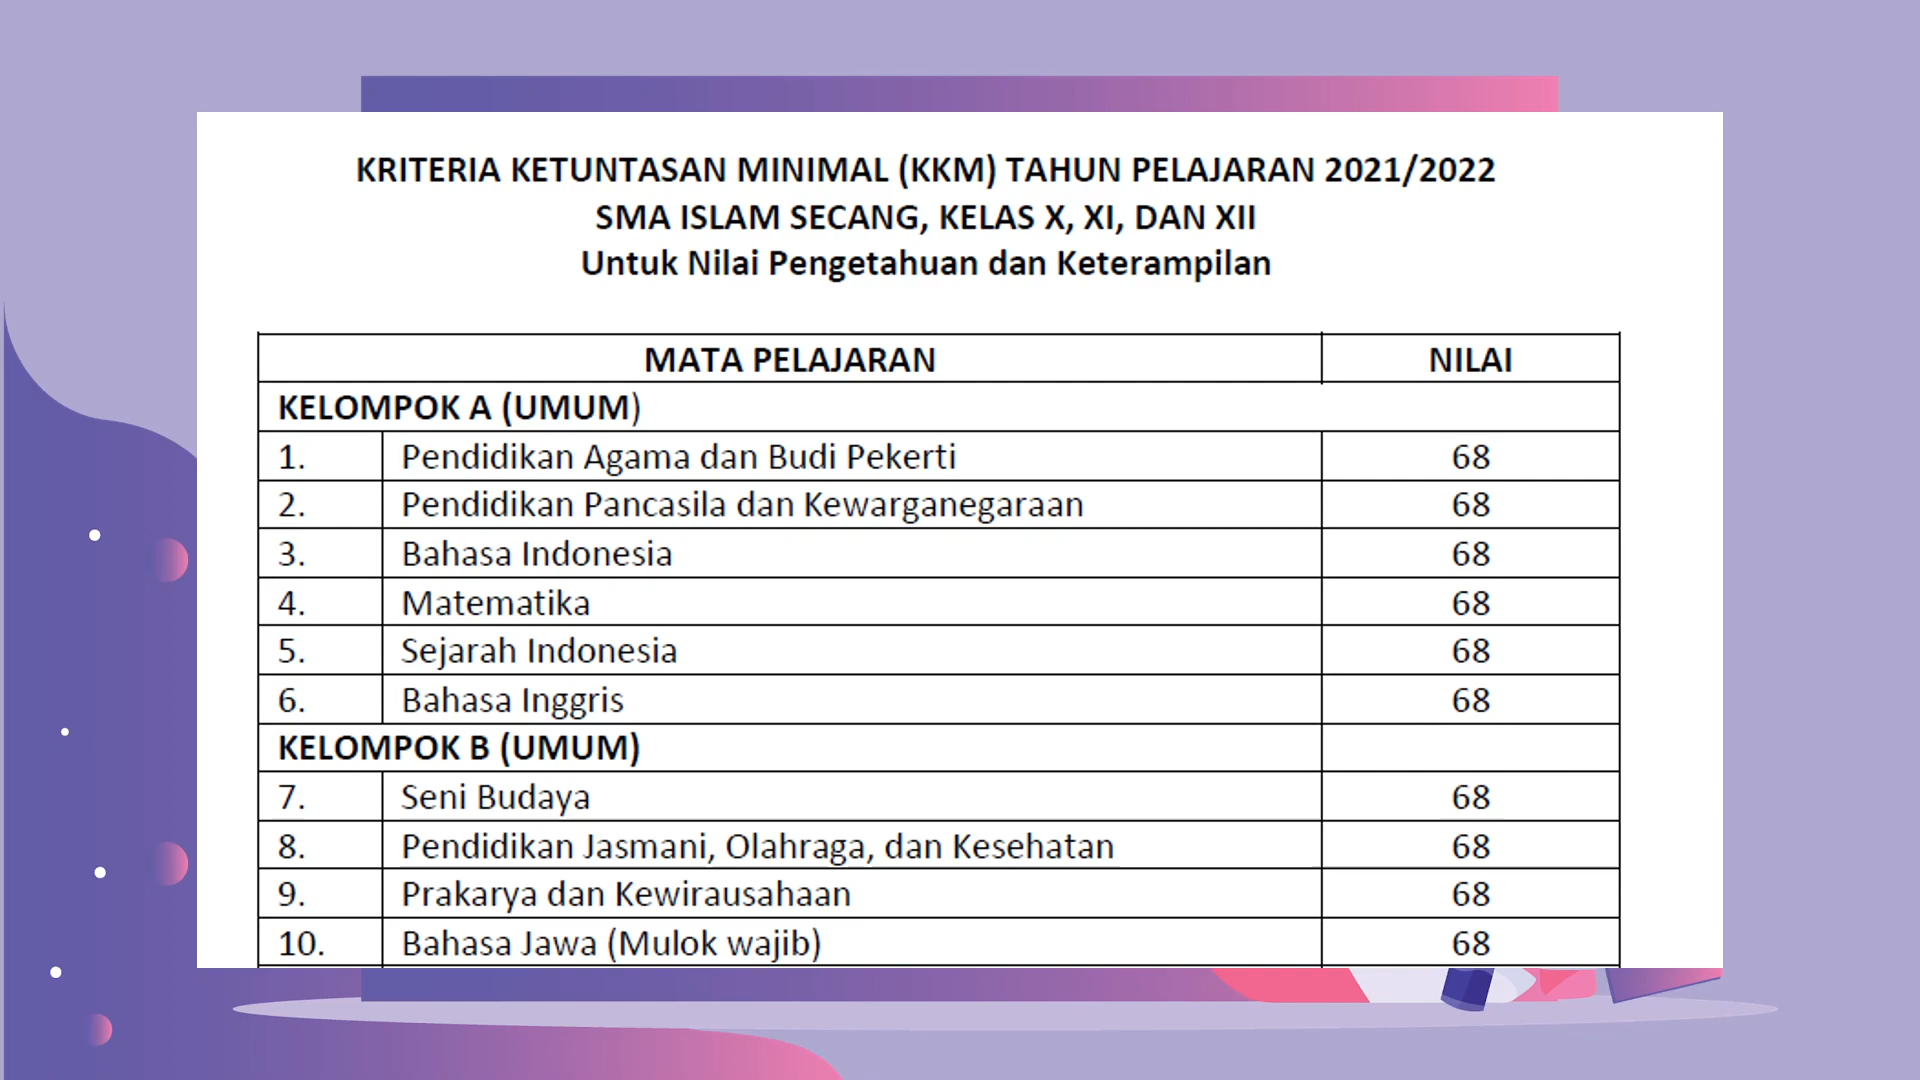 KRITERIA KETUNTASAN MINIMAL (KKM) TAHUN PELAJARAN 2021/2022
SMA ISLAM SECANG, KELAS X, XI, DAN XII
Untuk Nilai Pengetahuan dan Keterampilan
MATA PELAJARAN NILAI
KELOMPOK A (UMUM)
1. Pendidikan Agama dan Budi Pekerti 68
2. Pendidikan Pancasila dan Kewarganegaraan 68
3. Bahasa Indonesia 68
4. Matematika 68
5. Sejarah Indonesia 68
6. Bahasa Inggris 68
KELOMPOK B (UMUM)
7. Seni Budaya 68
8. Pendidikan Jasmani, Olahraga, dan Kesehatan 68
9. Prakarya dan Kewirausahaan 68
10. Bahasa Jawa (Mulok wajib) 68